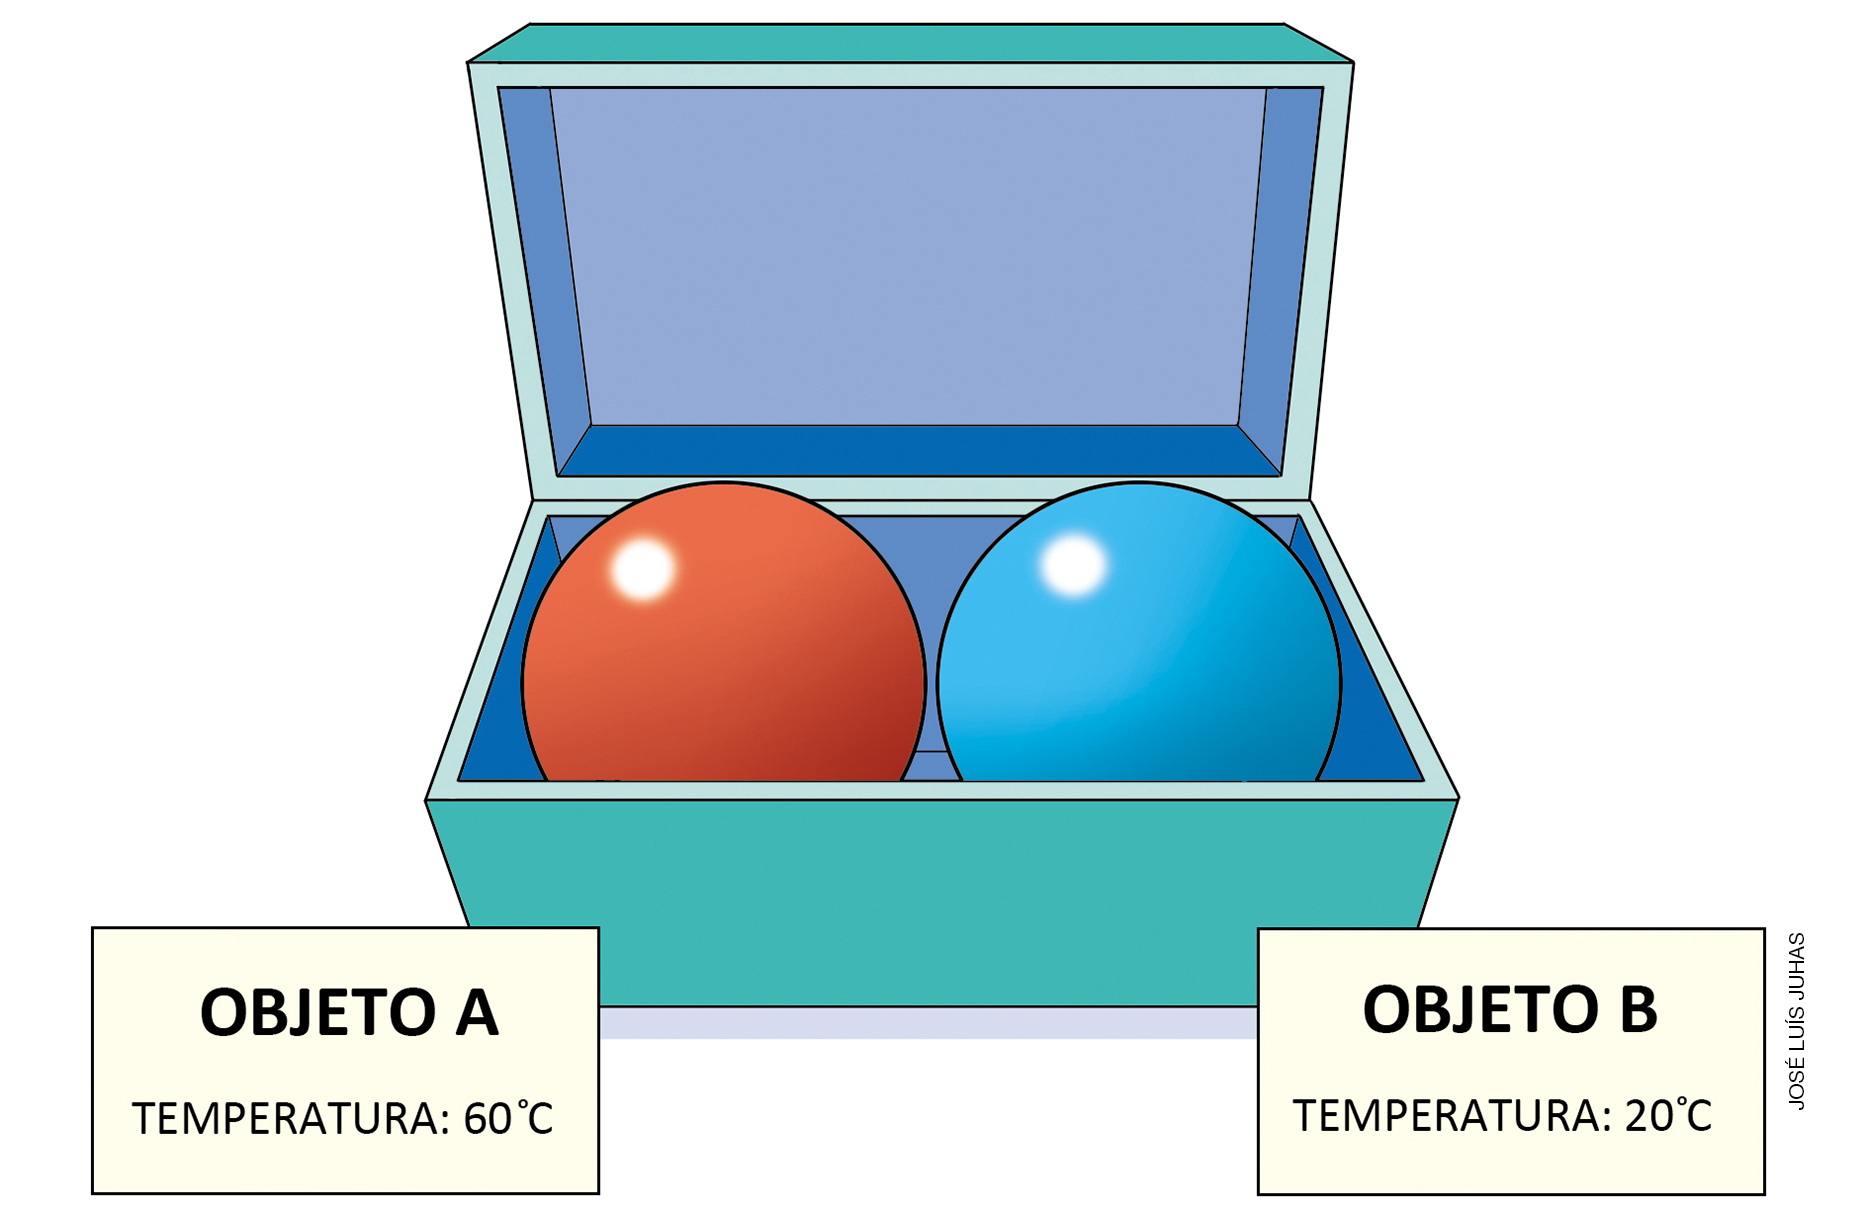 OBJETO A
TEMPERATURA: 60°C
OBJETO B
TEMPERATURA: 20°C
JOSÉ LUÍS JUHAS